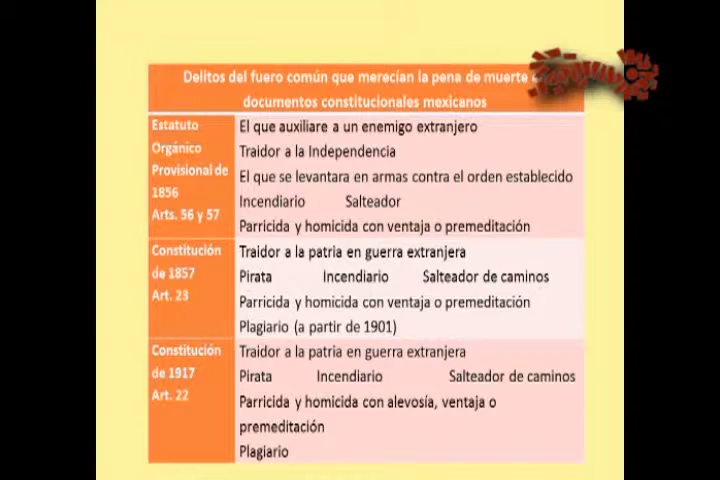 Delitos del fuero común que merecían la pena de muerte
documentos constitucionales mexicanos
Estatuto
Orgánico
Provisional de
1856
Arts. 56 y 57
El que auxiliare a un enemigo extranjero
Traidor a la Independencia
El que se levantara en armas contra el orden establecido
Incendiario Salteador
Parricida y homicida con ventaja o premeditación
Constitución
de 1857
Art. 23
Traidor a la patria en guerra extranjera
Pirata Incendiario Salteador de caminos
Parricida y homicida con ventaja o premeditación
Plagiario (a partir de 1901)
Constitución
de 1917
Art. 22
Traidor a la patria en guerra extranjera
Pirata Incendiario Salteador de caminos
Parricida y homicida con alevosía, ventaja o
premeditación
Plagiario